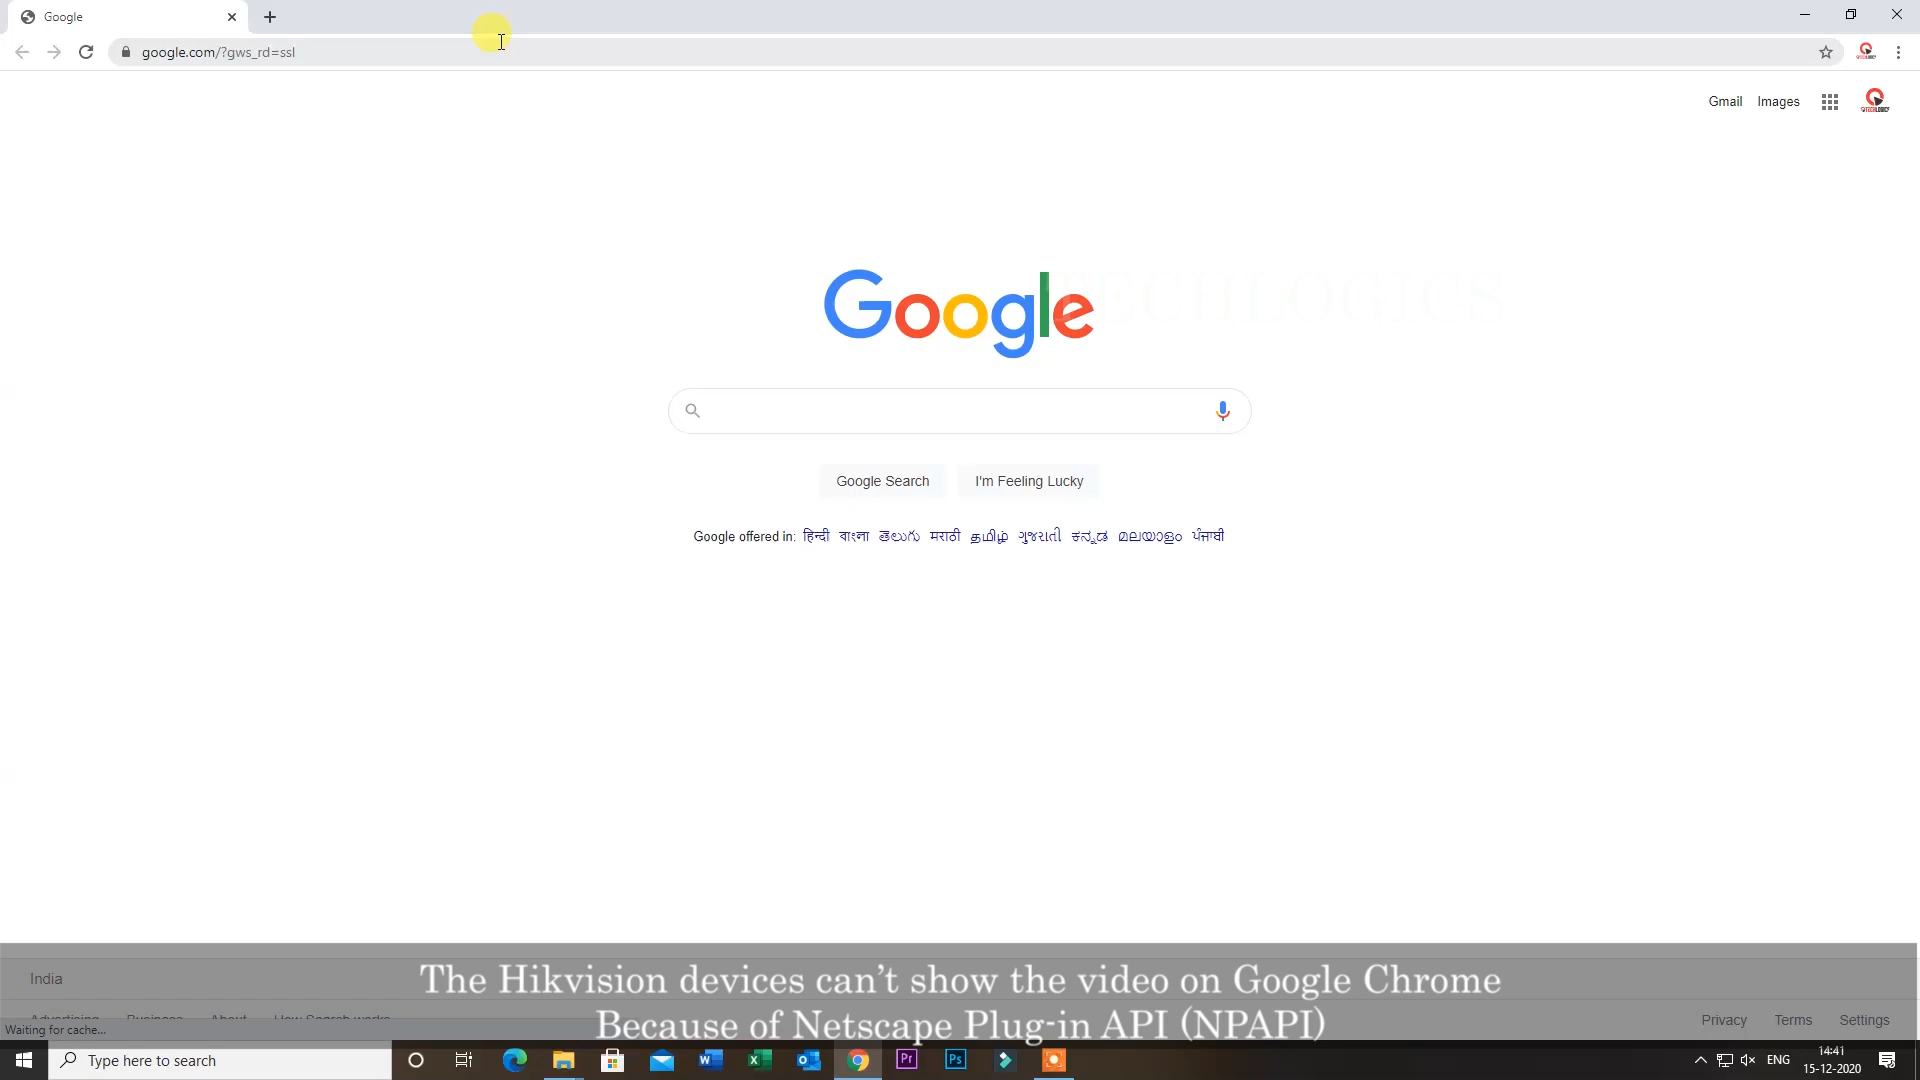 Google
google.com/?gws_rd=ssl
Gmail Images
TECHLOGICS
Google
Google Search I'm Feeling Lucky
Google offered in: हिन्दी বাংলা తెలుగు मराठी தமிழ் ગુજરાતી ಕನ್ನಡ മലയാളം ਪੰਜਾਬੀ
India
The Hikvision devices can't show the video on Google Chrome
Because of Netscape Plug-in API (NPAPI)
Advertising Business About How Search works
Privacy Terms Settings
Waiting for cache...
Type here to search
ENG
14:41
15-12-2020